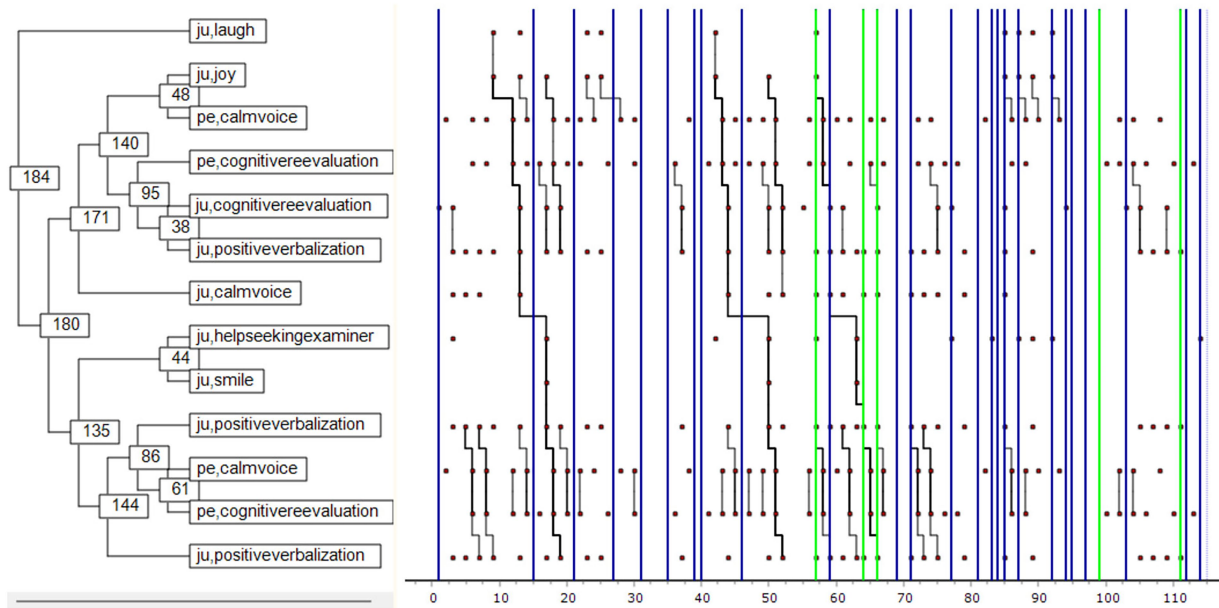 ju,laugh
ju,joy
48
pe,calmvoice
140
pe,cognitivereevaluation
184
95
ju,cognitivereevaluation
171
38
ju,positiveverbalization
ju,calmvoice
180
ju,helpseekingexaminer
44
ju,smile
135
ju,positiveverbalization
86
pe,calmvoice
61
144
pe,cognitivereevaluation
ju,positiveverbalization
0 10 20 30 40 50 60 70 80 90 100 110